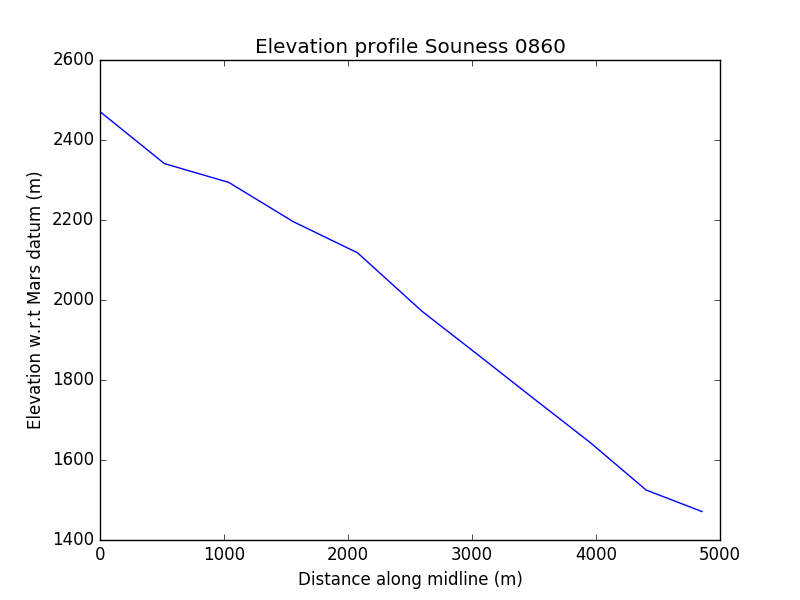 Elevation profile Souness 0860
2600
2400
2200
2000
1800
1600
1400
Elevation w.r.t Mars datum (m)
0 1000 2000 3000 4000 5000
Distance along midline (m)